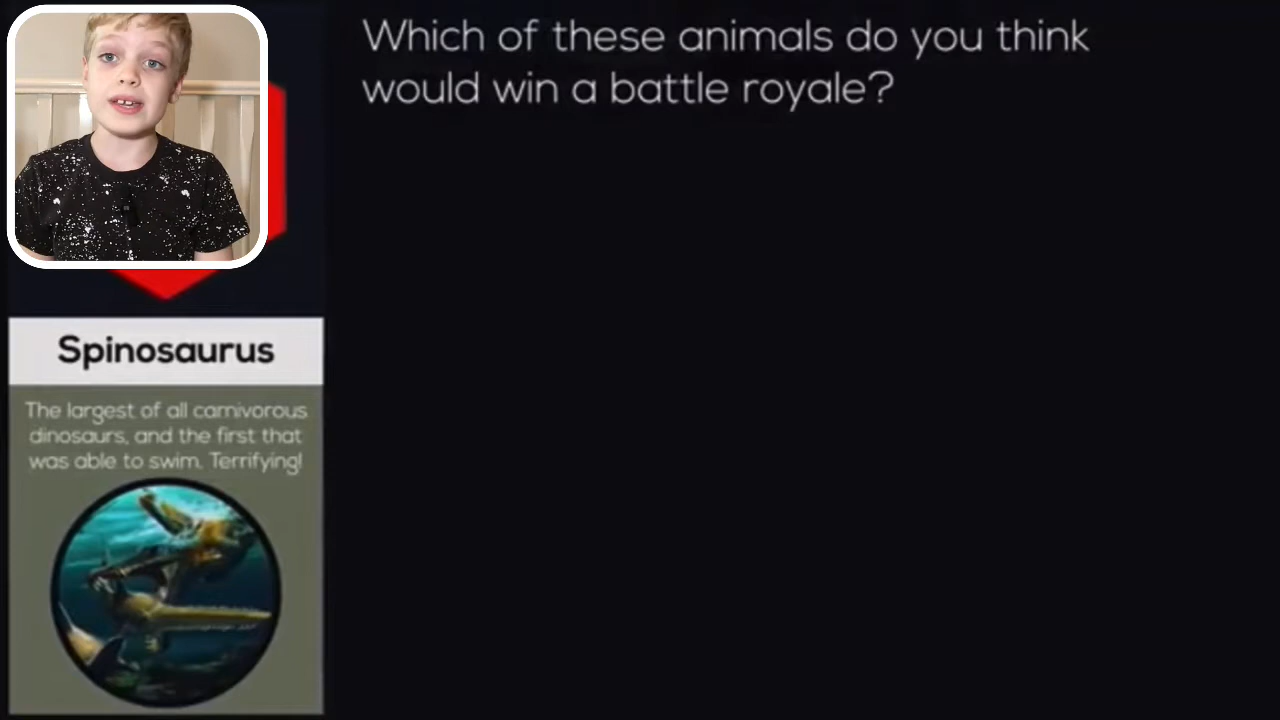 Which of these animals do you think
would win a battle royale?
Spinosaurus
The largest of all carnivorous
dinosaurs, and the first that
was able to swim. Terrifying!